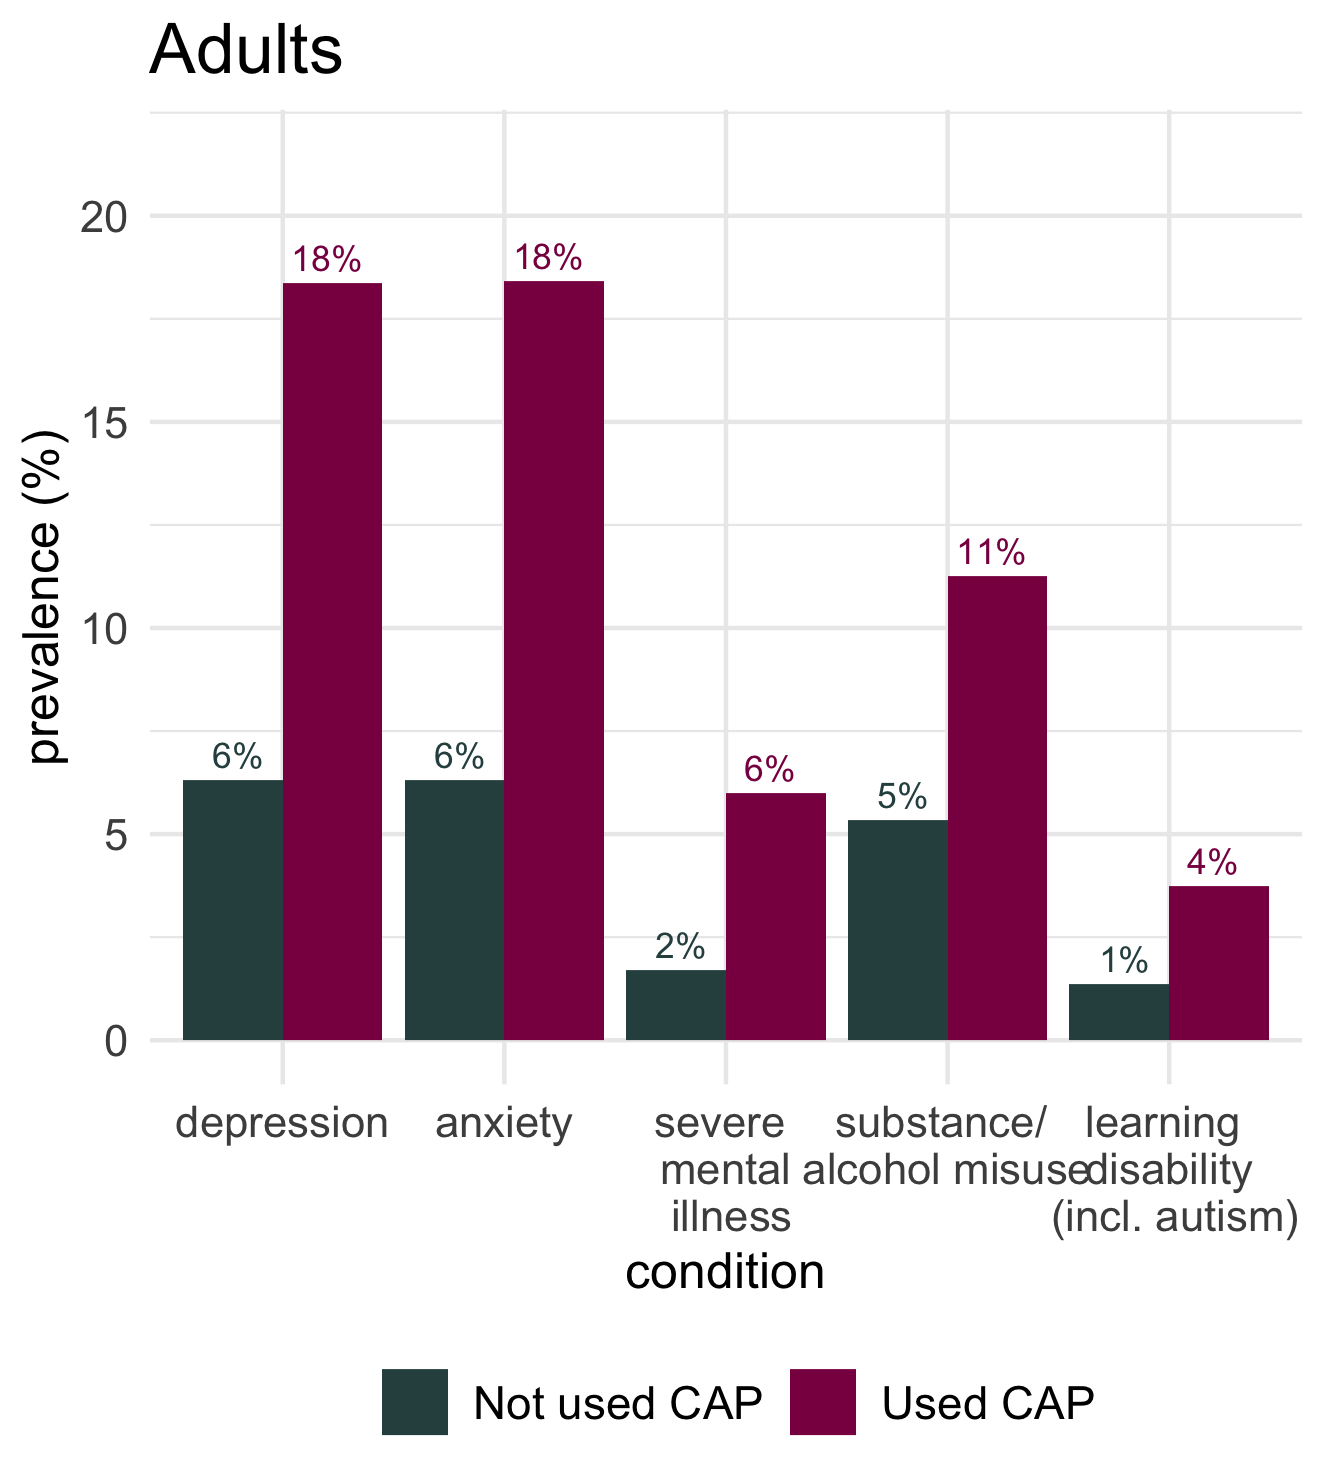 Adults
prevalence (%)
20
15
10
5
0
18%
18%
11%
6%
6%
6%
5%
4%
2%
1%
depression
anxiety
severe
mental
illness
substance/
alcohol misuse
learning
disability
(incl. autism)
condition
Not used CAP
Used CAP